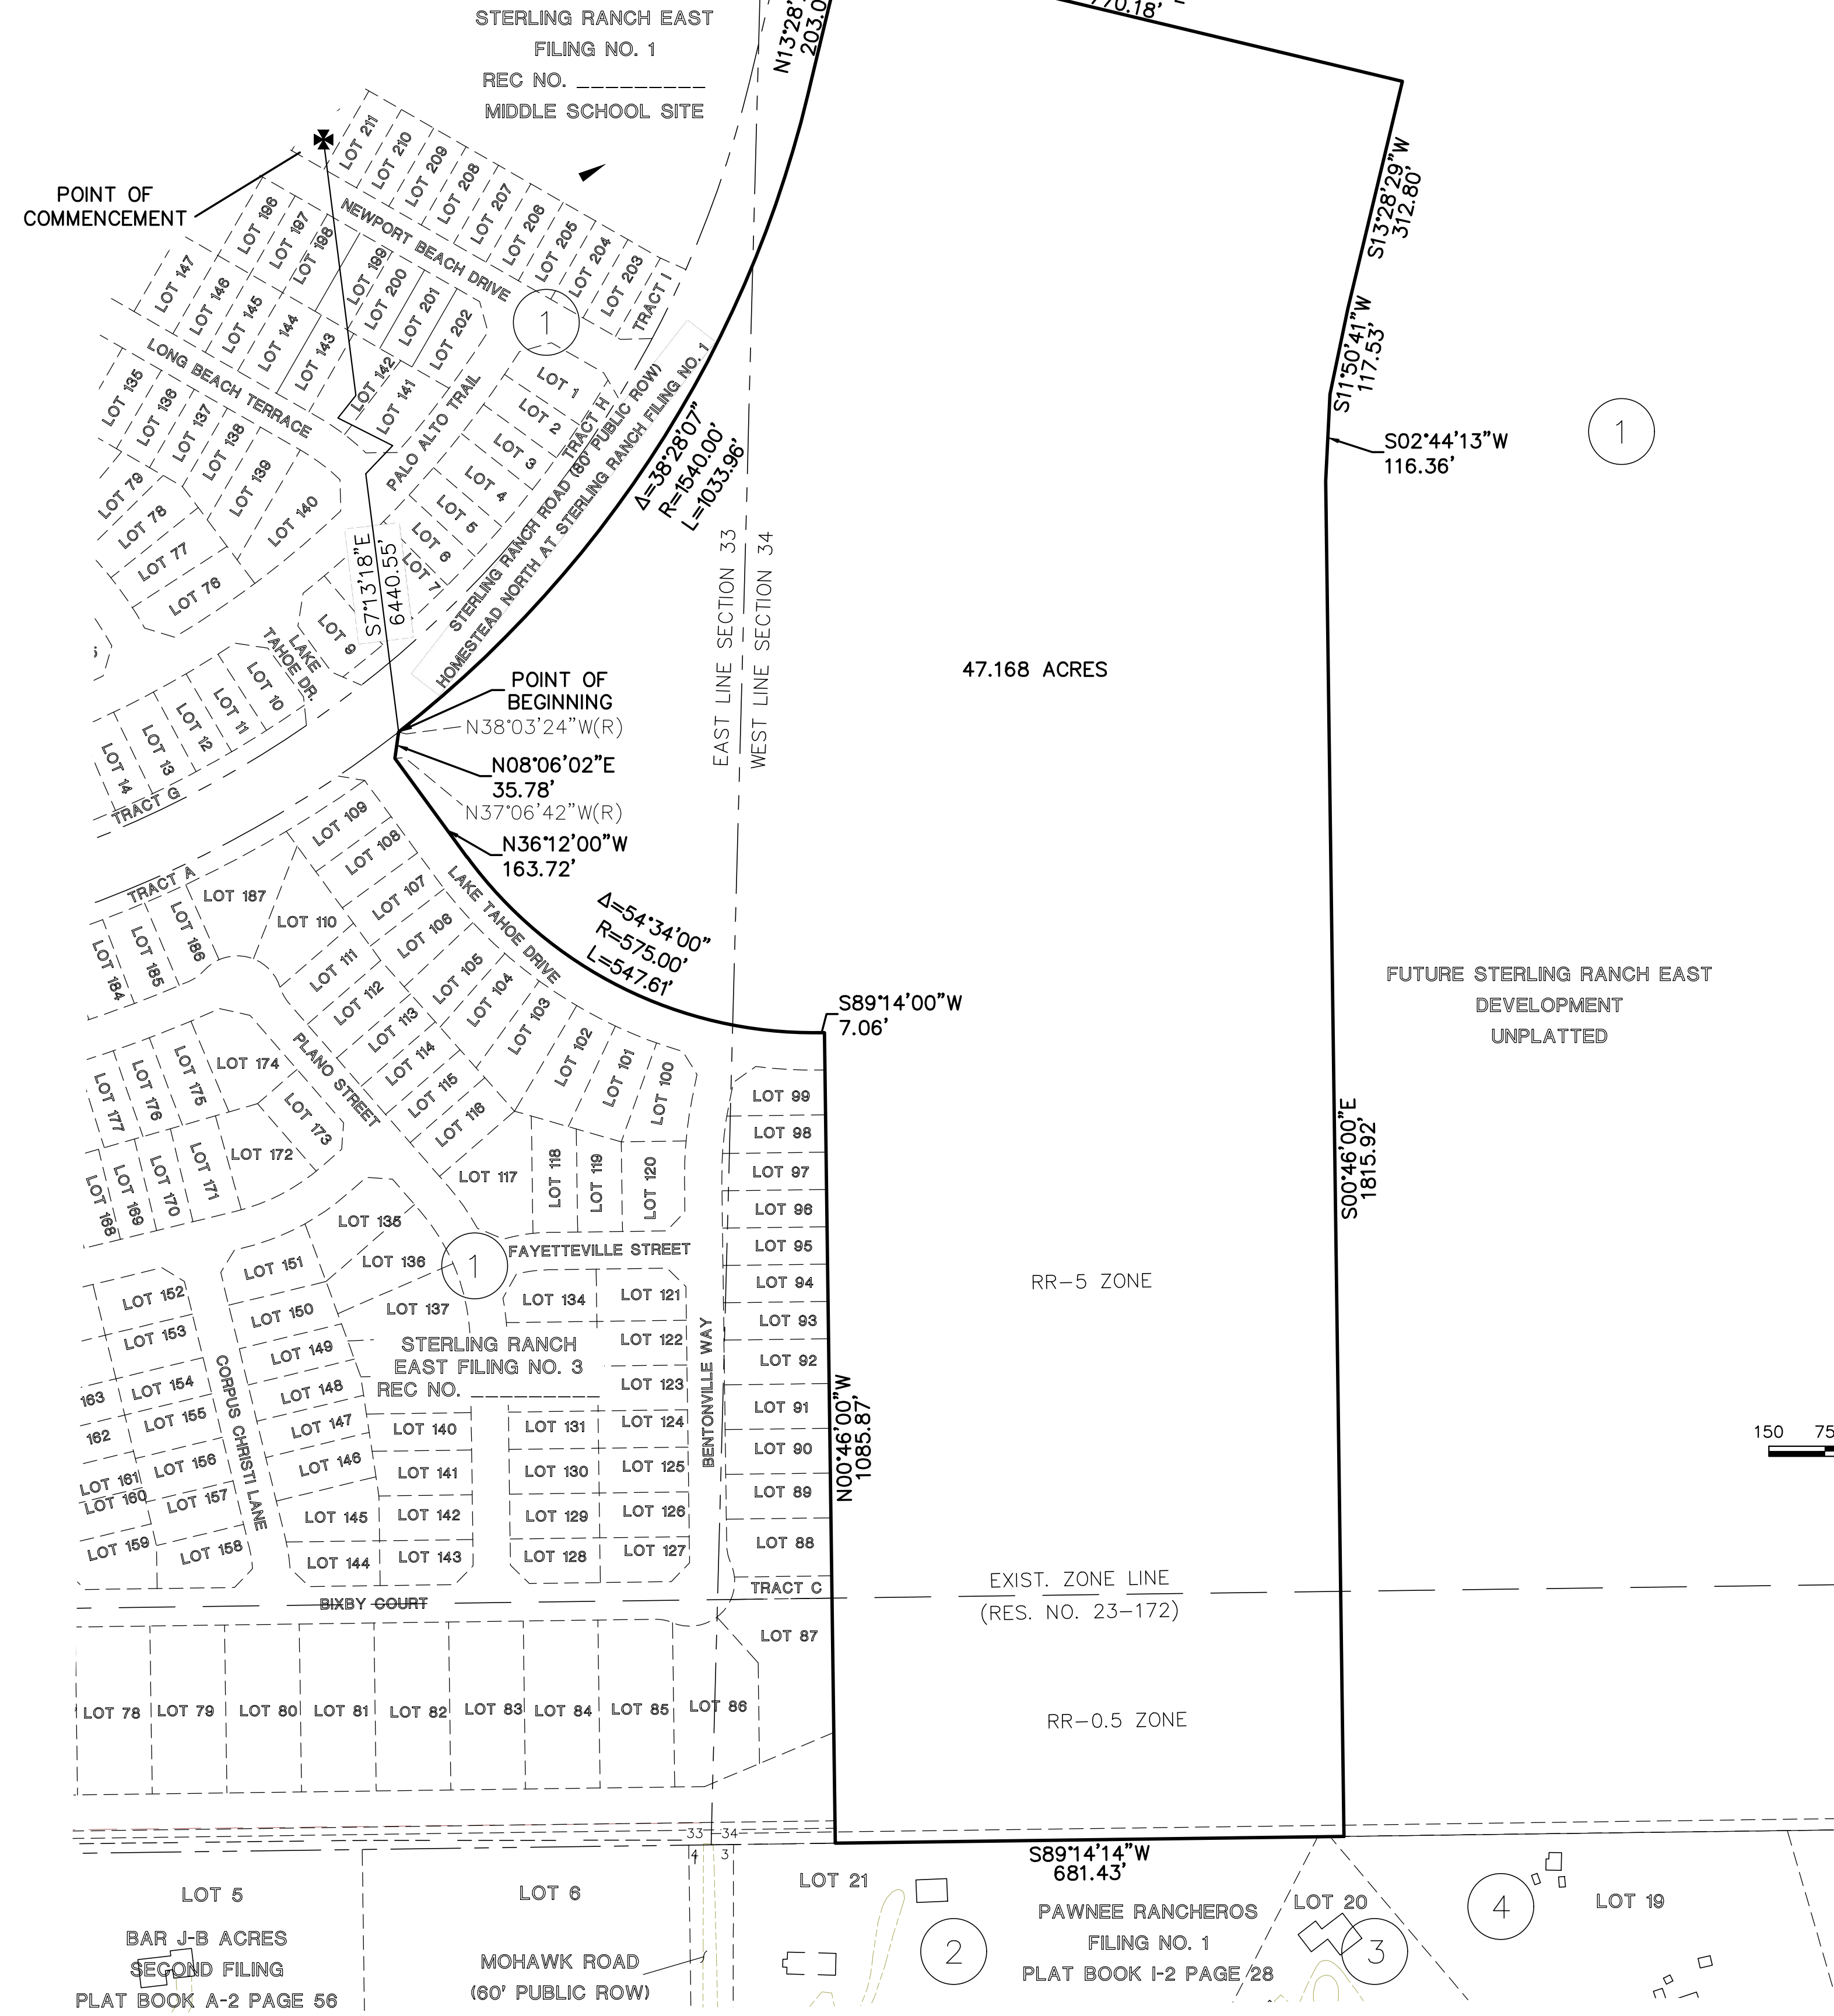 STERLING RANCH EAST
FILING NO. 1
REC NO. _________
MIDDLE SCHOOL SITE
770.18'
N13°28'
203.0
POINT OF
COMMENCEMENT
LOT 211
LOT 210
LOT 209
LOT 208
LOT 207
LOT 206
LOT 205
LOT 204
LOT 203
TRACT I
NEWPORT BEACH DRIVE
LOT 196
LOT 197
LOT 198
LOT 199
LOT 200
LOT 201
LOT 202
1
LOT 147
LOT 146
LOT 145
LOT 144
LOT 143
LOT 142
LOT 141
LONG BEACH TERRACE
PALO ALTO TRAIL
LOT 135
LOT 136
LOT 137
LOT 138
LOT 139
LOT 140
LOT 79
LOT 78
LOT 77
LOT 76
LOT 1
LOT 2
LOT 3
LOT 4
LOT 5
LOT 6
LOT 7
TRACT H
STERLING RANCH ROAD (80' PUBLIC ROW)
HOMESTEAD NORTH AT STERLING RANCH FILING NO. 1
Δ=38°28'07"
R=1540.00'
L=1033.96'
S7°13'18"E
6440.55'
LOT 9
LAKE
TAHOE DR.
LOT 10
LOT 11
LOT 12
LOT 13
LOT 14
TRACT G
EAST LINE SECTION 33
WEST LINE SECTION 34
S13°28'29"W
312.80'
S11°50'41"W
117.53'
S02°44'13"W
116.36'
1
47.168 ACRES
POINT OF
BEGINNING
N38°03'24"W(R)
N08°06'02"E
35.78'
N37°06'42"W(R)
N36°12'00"W
163.72'
Δ=54°34'00"
R=575.00'
L=547.61'
S89°14'00"W
7.06'
FUTURE STERLING RANCH EAST
DEVELOPMENT
UNPLATTED
S00°46'00"E
1815.92'
TRACT A
LOT 187
LOT 186
LOT 185
LOT 184
LOT 109
LOT 108
LOT 107
LOT 106
LOT 105
LOT 104
LOT 103
LOT 102
LOT 101
LOT 100
LAKE TAHOE DRIVE
LOT 110
LOT 111
LOT 112
LOT 113
LOT 114
LOT 115
LOT 116
LOT 117
LOT 118
LOT 119
LOT 120
PLANO STREET
LOT 174
LOT 175
LOT 176
LOT 177
LOT 173
LOT 172
LOT 171
LOT 170
LOT 169
LOT 168
LOT 99
LOT 98
LOT 97
LOT 96
LOT 95
LOT 94
LOT 93
LOT 92
LOT 91
LOT 90
LOT 89
LOT 88
TRACT C
LOT 87
FAYETTEVILLE STREET
1
LOT 135
LOT 136
LOT 137
LOT 151
LOT 150
LOT 149
LOT 148
LOT 147
LOT 146
LOT 145
LOT 144
LOT 152
LOT 153
LOT 154
LOT 155
LOT 156
LOT 157
LOT 158
163
162
LOT 161
LOT 160
LOT 159
CORPUS CHRISTI LANE
STERLING RANCH
EAST FILING NO. 3
REC NO. __________
LOT 134
LOT 121
LOT 122
LOT 123
LOT 124
LOT 125
LOT 126
LOT 127
LOT 131
LOT 130
LOT 129
LOT 128
LOT 140
LOT 141
LOT 142
LOT 143
BENTONVILLE WAY
N00°46'00"W
1085.87'
RR-5 ZONE
150 75
EXIST. ZONE LINE
(RES. NO. 23-172)
RR-0.5 ZONE
BIXBY COURT
LOT 78
LOT 79
LOT 80
LOT 81
LOT 82
LOT 83
LOT 84
LOT 85
LOT 86
33 34
4 3
S89°14'14"W
681.43'
LOT 5
BAR J-B ACRES
SECOND FILING
PLAT BOOK A-2 PAGE 56
LOT 6
MOHAWK ROAD
(60' PUBLIC ROW)
LOT 21
2
PAWNEE RANCHEROS
FILING NO. 1
PLAT BOOK I-2 PAGE 28
LOT 20
3
4
LOT 19